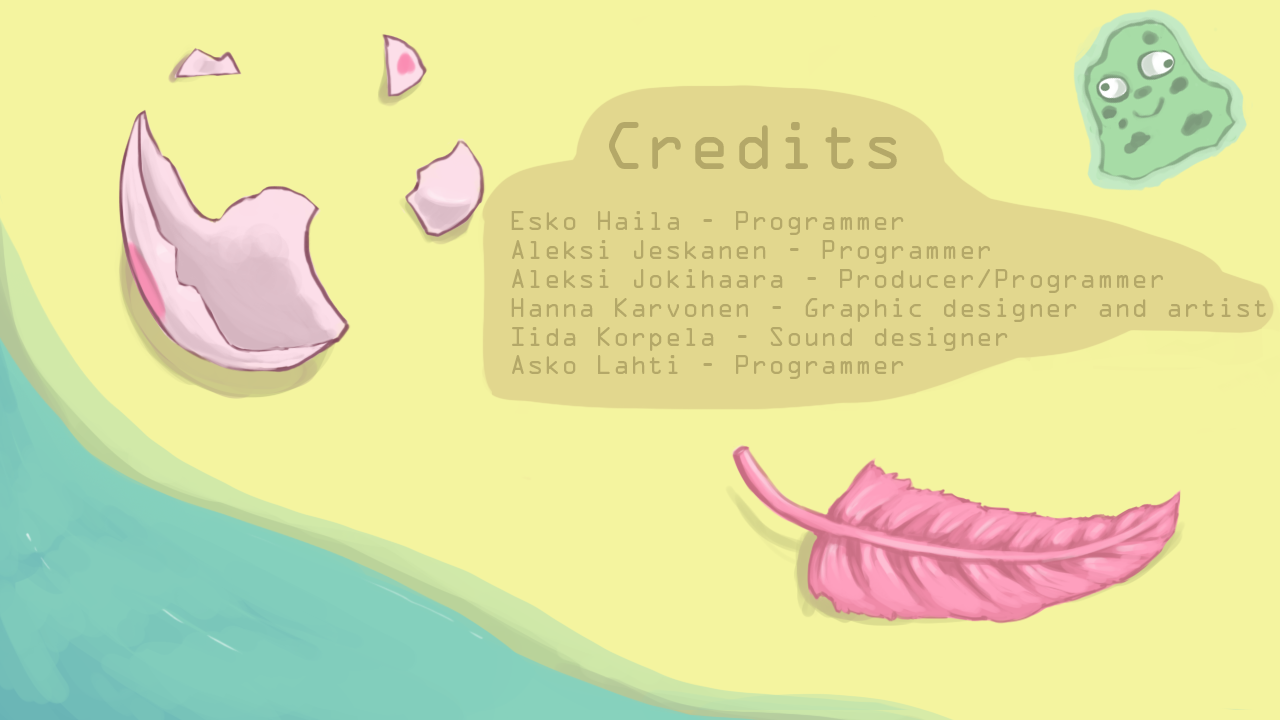 Credits
Esko Haila - Programmer
Aleksi Jeskanen - Programmer
Aleksi Jokihaara - Producer/Programmer
Hanna Karvonen - Graphic designer and artist
Iida Korpela - Sound designer
Asko Lahti - Programmer